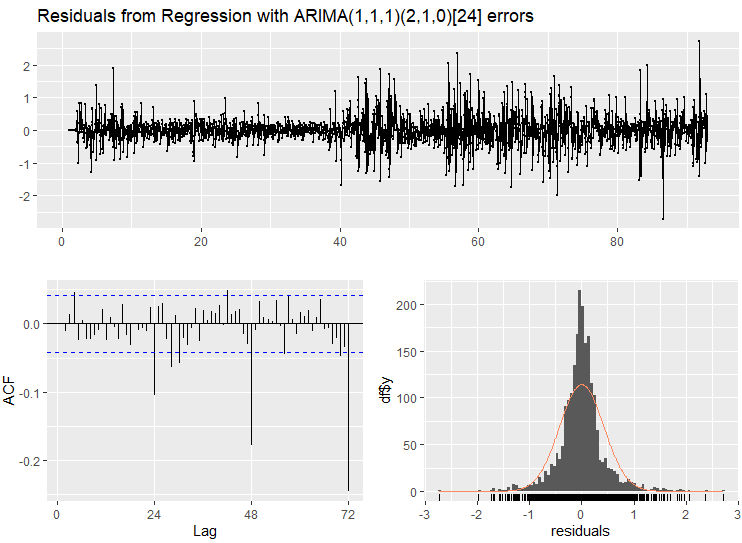 Residuals from Regression with ARIMA(1,1,1)(2,1,0)[24] errors
2
1
0
-1
-2
0 20 40 60 80
0.0
-0.1
-0.2
ACF
0 24 48 72
Lag
200
150
100
50
0
df$y
-3 -2 -1 0 1 2 3
residuals